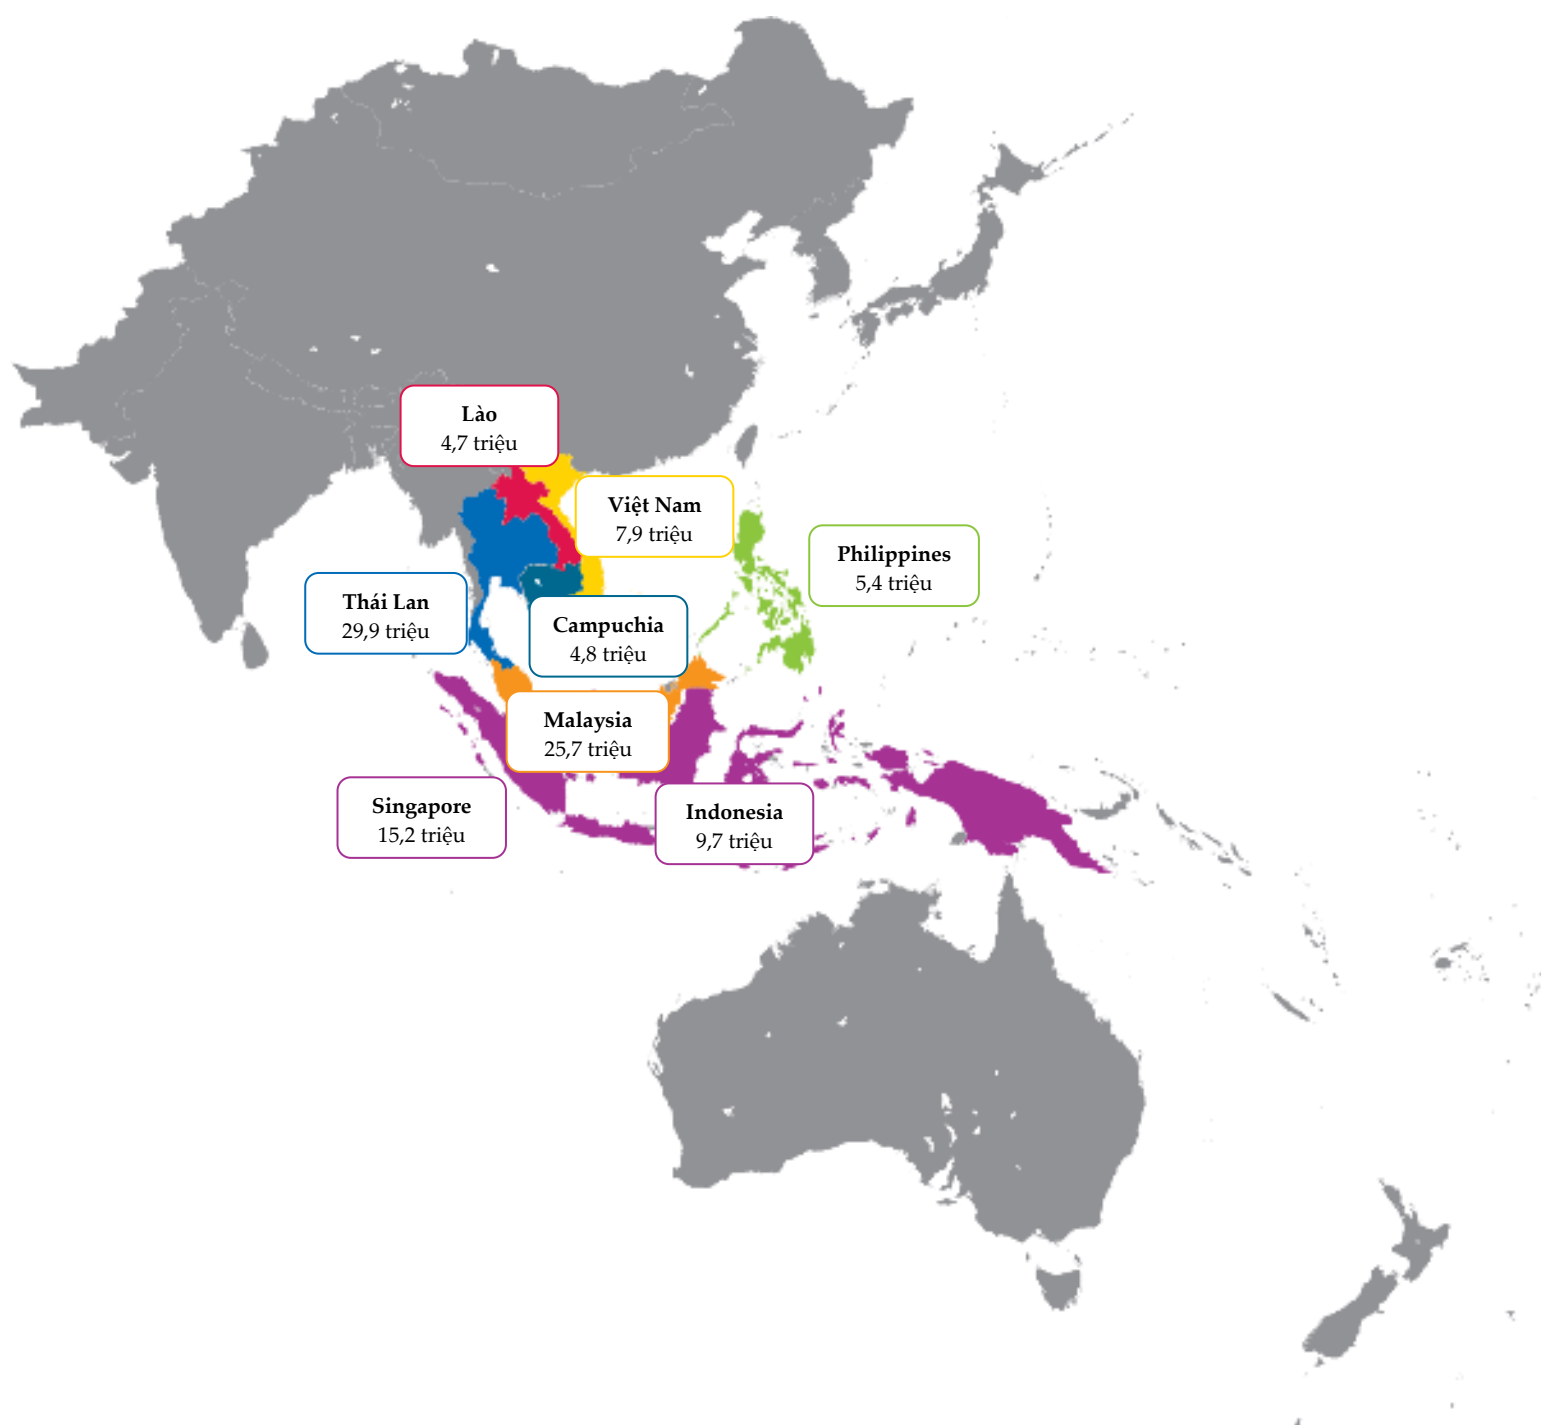 Lào
4,7 triệu
Việt Nam
7,9 triệu
Philippines
5,4 triệu
Thái Lan
29,9 triệu
Campuchia
4,8 triệu
Malaysia
25,7 triệu
Singapore
15,2 triệu
Indonesia
9,7 triệu